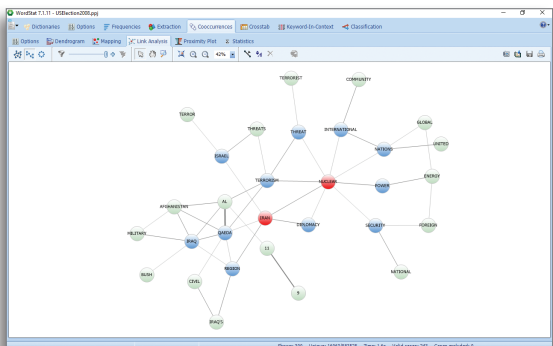 WordStat 7.1.11 - USElection2008.ppj
Dictionaries Options Frequencies Extraction Cooccurrences Crosstab Keyword-In-Context Classification
Options Dendrogram Mapping Link Analysis Proximity Plot Statistics
42%
TERRORIST
COMMUNITY
TERROR
THREATS
THREAT
INTERNATIONAL
GLOBAL
UNITED
NATIONS
ISRAEL
TERRORISM
NUCLEAR
POWER
ENERGY
AL
AFGHANISTAN
IRAN
DIPLOMACY
SECURITY
FOREIGN
MILITARY
IRAQ
QAEDA
11
BUSH
CIVIL
REGION
NATIONAL
9
IRAQ'S